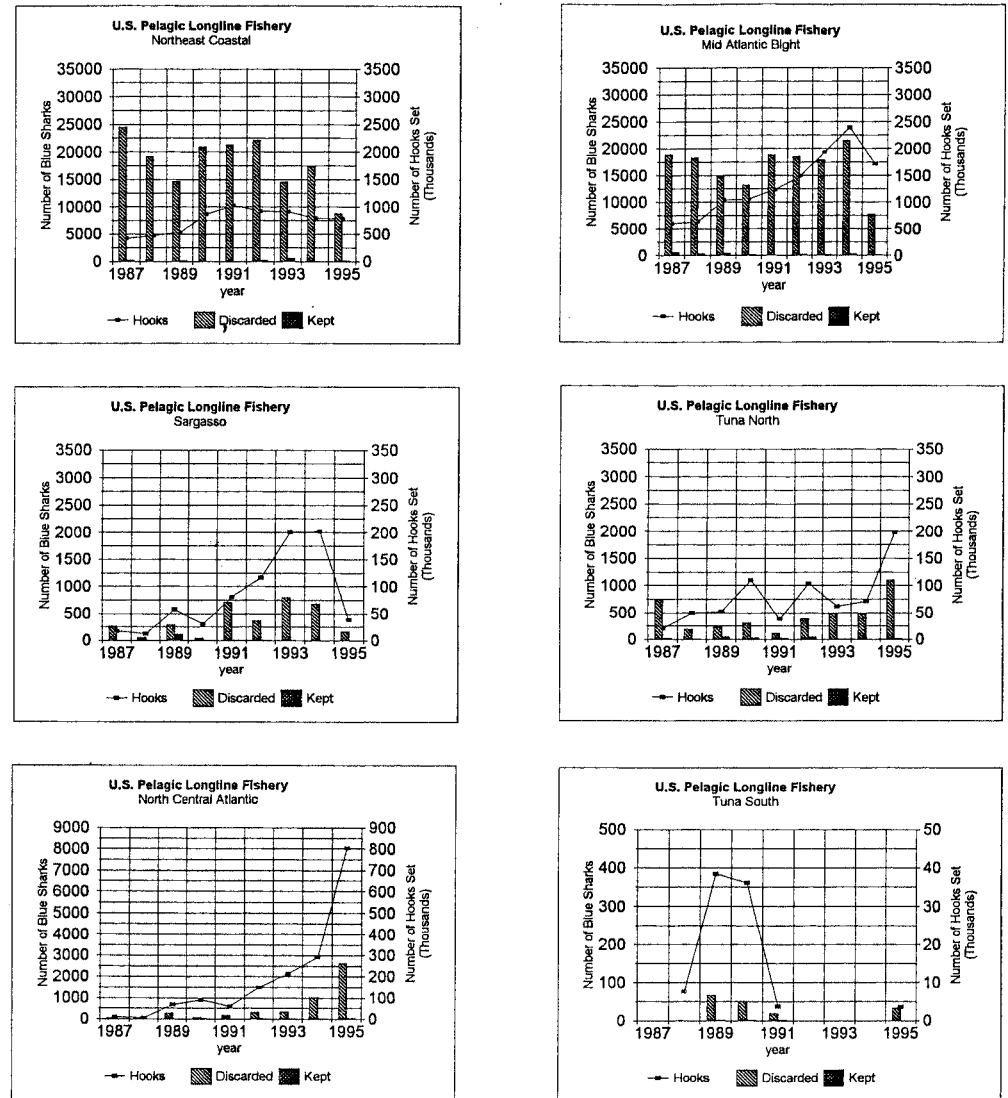 U.S. Pelagic Longline Fishery
Northeast Coastal
Number of Blue Sharks
35000
30000
25000
20000
15000
10000
5000
0
3500
3000
2500
2000
1500
1000
500
0
Number of Hooks Set
(Thousands)
1987 1989 1991 1993 1995
year
Hooks Discarded Kept
U.S. Pelagic Longline Fishery
Mid Atlantic Bight
Number of Blue Sharks
35000
30000
25000
20000
15000
10000
5000
0
3500
3000
2500
2000
1500
1000
500
0
Number of Hooks Set
(Thousands)
1987 1989 1991 1993 1995
year
Hooks Discarded Kept
U.S. Pelagic Longline Fishery
Sargasso
Number of Blue Sharks
3500
3000
2500
2000
1500
1000
500
0
350
300
250
200
150
100
50
0
Number of Hooks Set
(Thousands)
1987 1989 1991 1993 1995
year
Hooks Discarded Kept
U.S. Pelagic Longline Fishery
Tuna North
Number of Blue Sharks
3500
3000
2500
2000
1500
1000
500
0
350
300
250
200
150
100
50
0
Number of Hooks Set
(Thousands)
1987 1989 1991 1993 1995
year
Hooks Discarded Kept
U.S. Pelagic Longline Fishery
North Central Atlantic
Number of Blue Sharks
9000
8000
7000
6000
5000
4000
3000
2000
1000
0
900
800
700
600
500
400
300
200
100
0
Number of Hooks Set
(Thousands)
1987 1989 1991 1993 1995
year
Hooks Discarded Kept
U.S. Pelagic Longline Fishery
Tuna South
Number of Blue Sharks
500
400
300
200
100
0
50
40
30
20
10
0
Number of Hooks Set
(Thousands)
1987 1989 1991 1993 1995
year
Hooks Discarded Kept